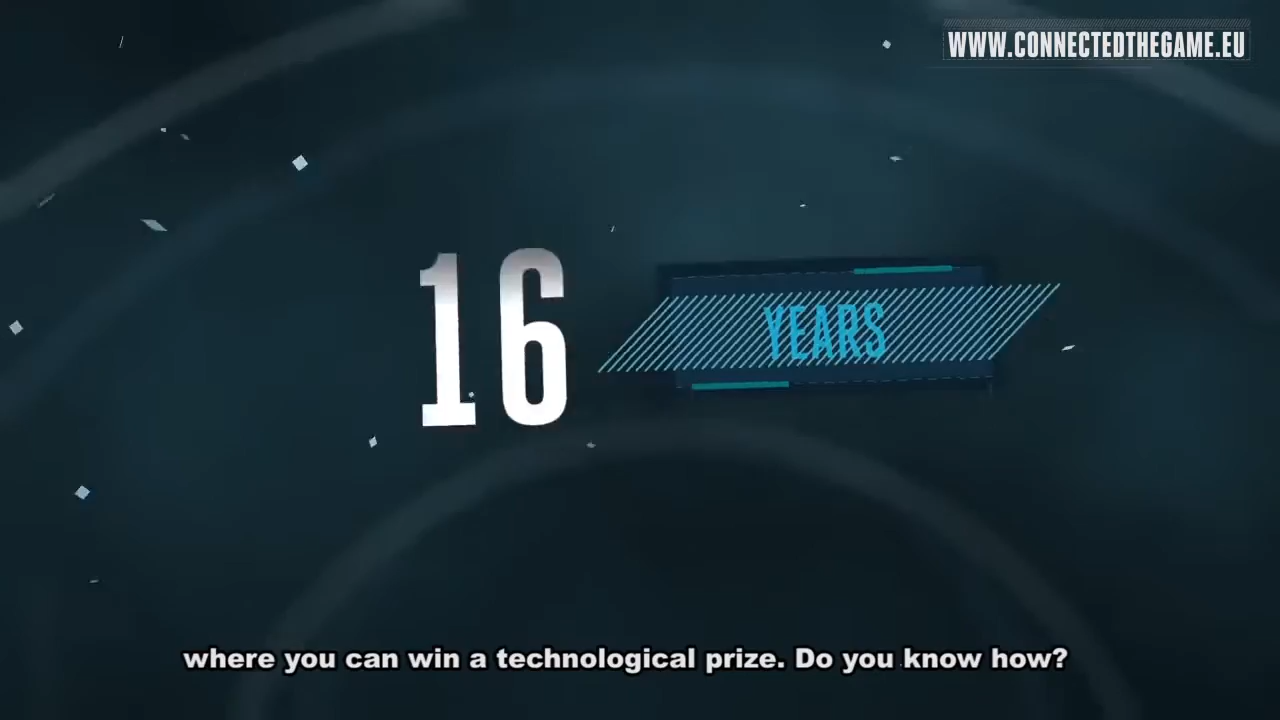 WWW.CONNECTEDTHEGAME.EU
16 YEARS
where you can win a technological prize. Do you know how?